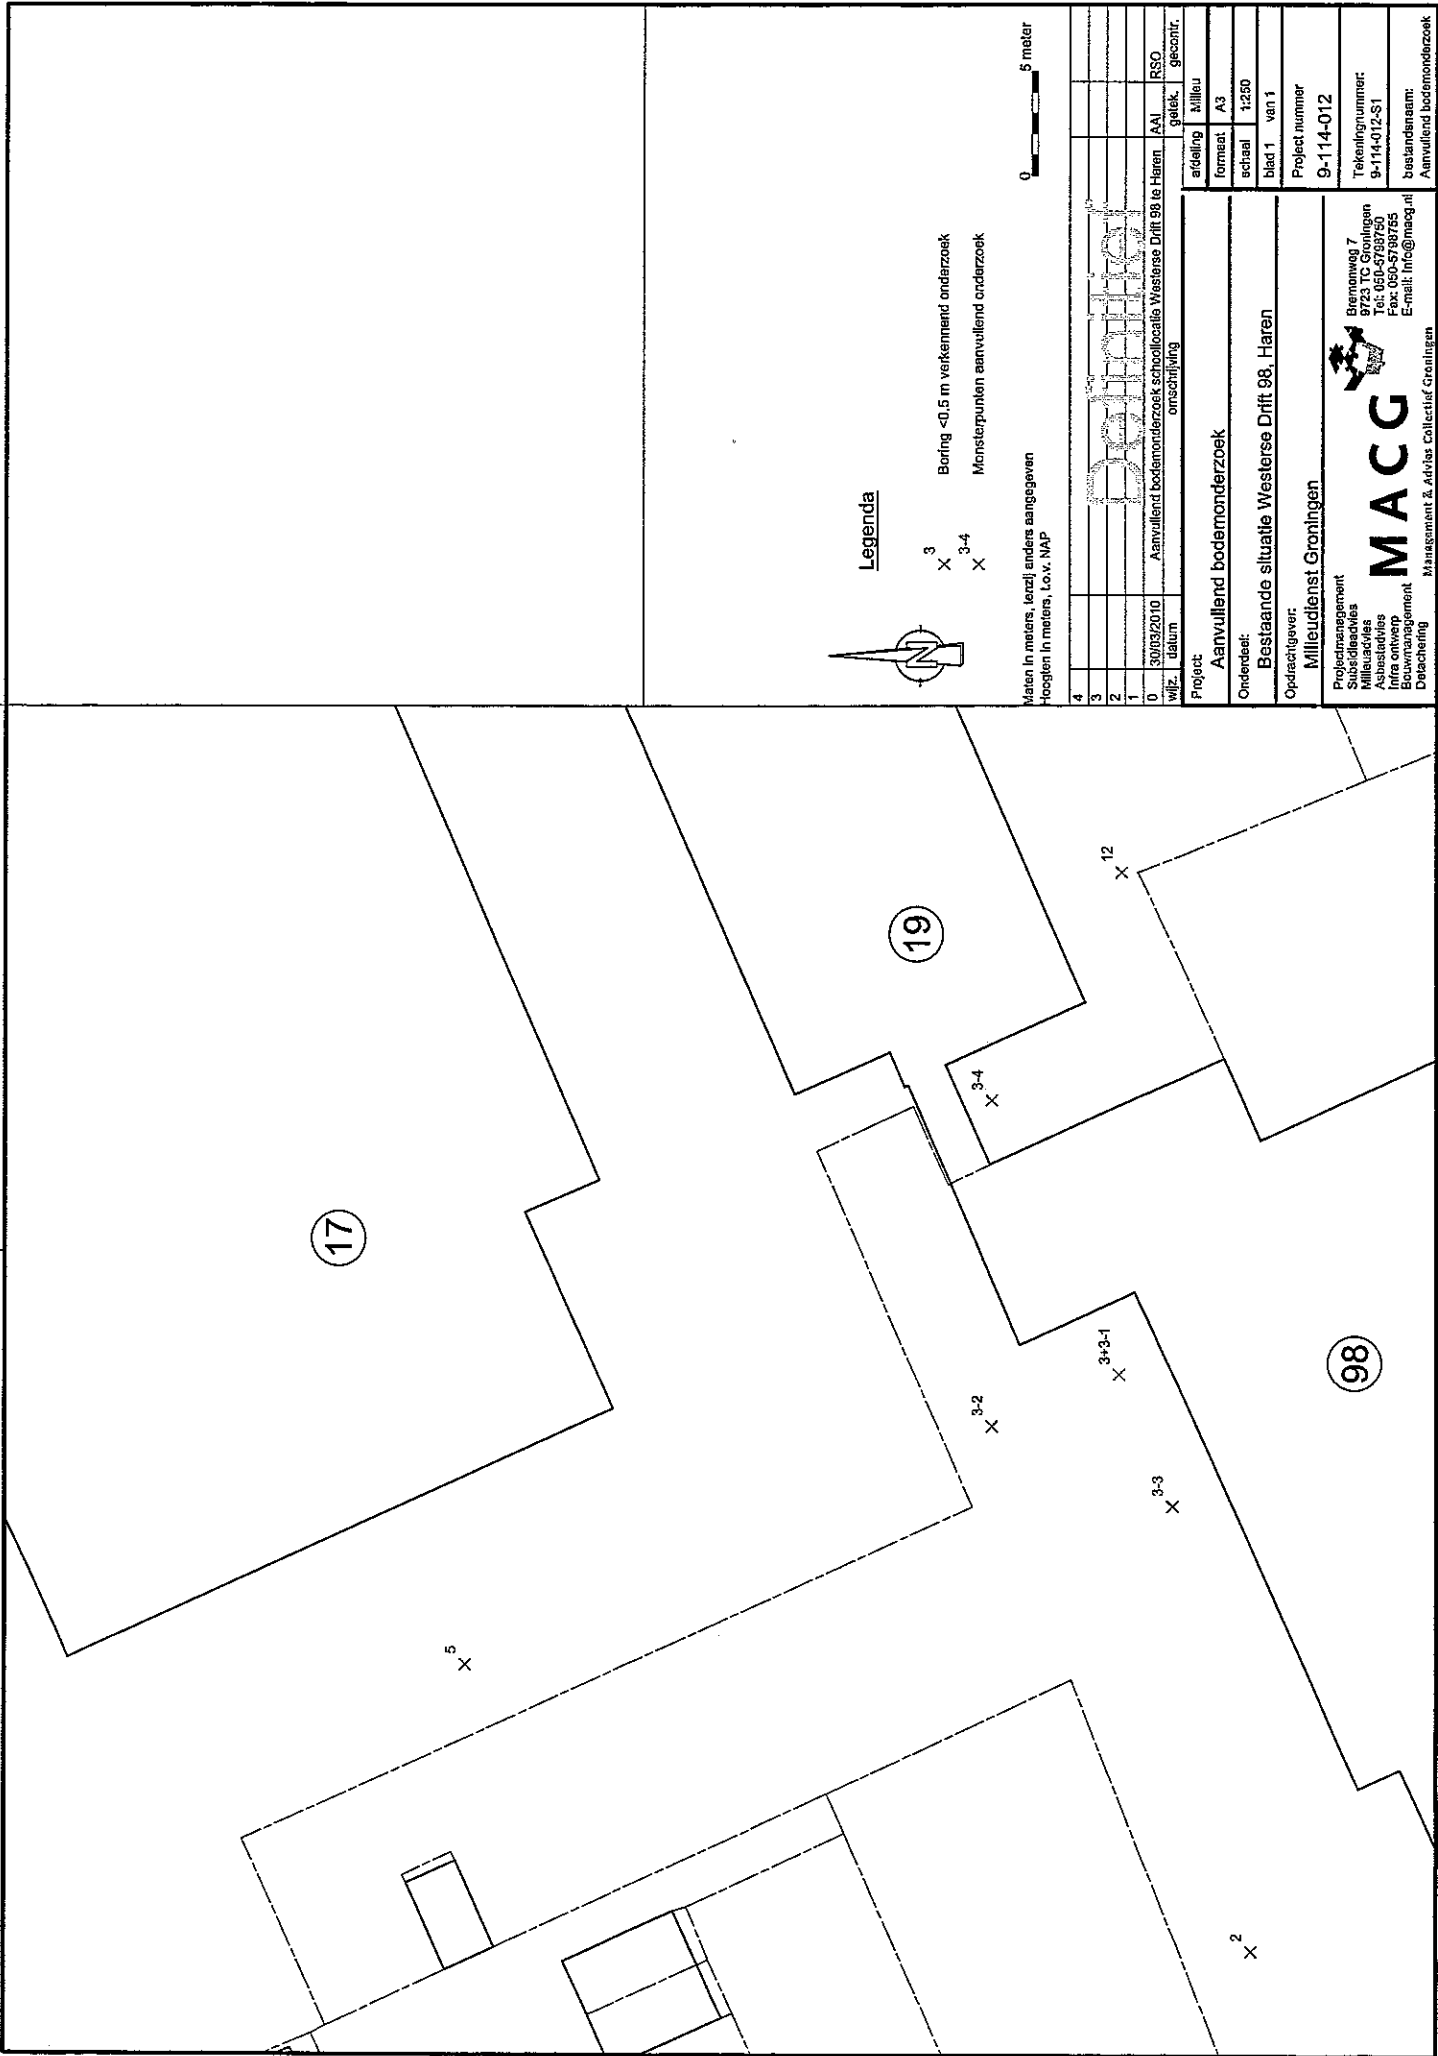 17
19
98
5
3-2
3+3-1
3-3
3-4
12
2
Legenda
3
Boring <0,5 m verkennend onderzoek
3-4
Monsterpunten aanvullend onderzoek
N
Maten in meters, tenzij anders aangegeven
Hoogten in meters, t.o.v. NAP
0 5 meter
4
3
2
1
Definitief
0 30/03/2010 Aanvullend bodemonderzoek schoollocatie Westerse Drift 98 te Haren AAI RSO
wijz. datum omschrijving getek. gecontr.
Project:
Aanvullend bodemonderzoek
Onderdeel:
Bestaande situatie Westerse Drift 98, Haren
Opdrachtgever:
Milieudienst Groningen
afdeling Milieu
formaat A3
schaal 1:250
blad 1 van 1
Project nummer
9-114-012
Tekeningnummer:
9-114-012-S1
bestandsnaam:
Aanvullend bodemonderzoek
Projectmanagement
Subsidieadvies
Milieuadvies
Asbestadvies
Infra ontwerp
Bouwmanagement
Detachering
MACG
Management & Advies Collectief Groningen
Bremenweg 7
9723 TC Groningen
Tel: 050-5798760
Fax: 050-5798755
E-mail: Info@macg.nl